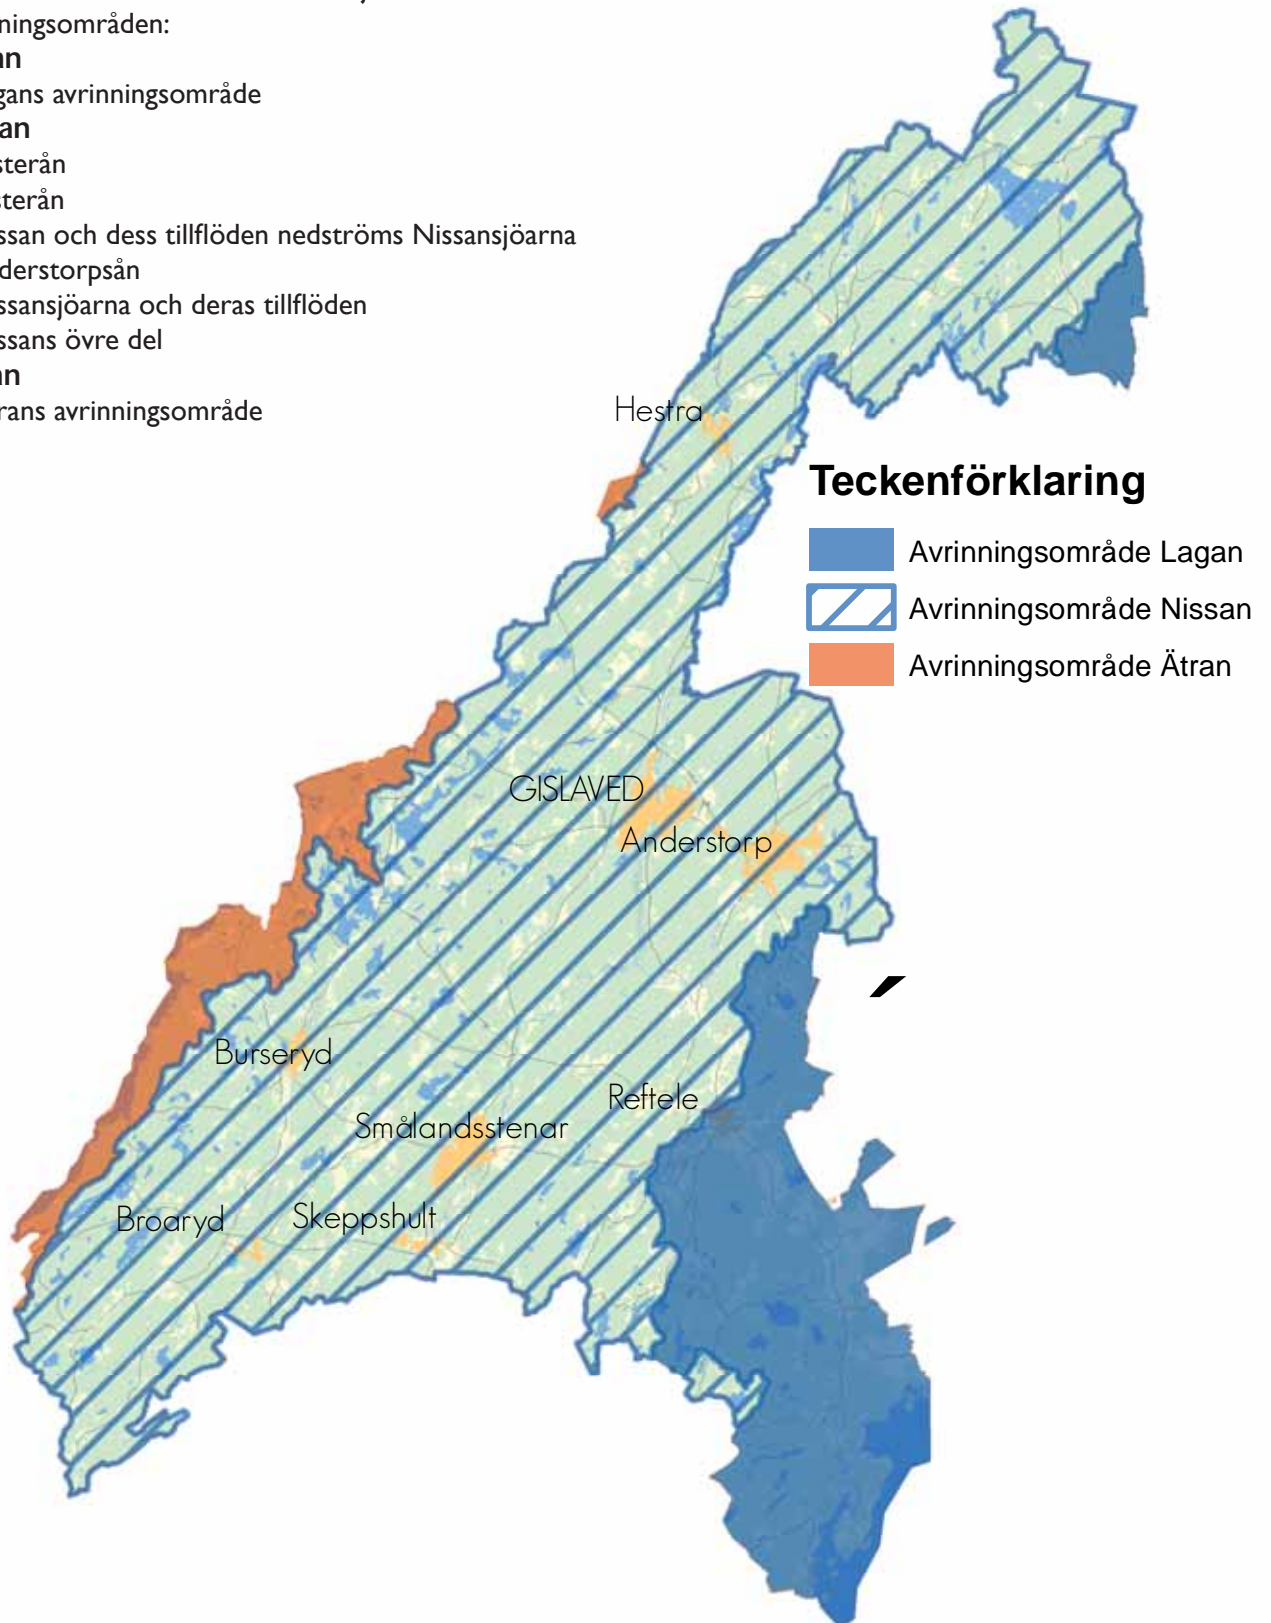 ningsområden:
an
gans avrinningsområde
an
sterån
sterån
ssan och dess tillflöden nedströms Nissansjöarna
derstorpsån
ssansjöarna och deras tillflöden
ssans övre del
an
rans avrinningsområde
Hestra
Teckenförklaring
Avrinningsområde Lagan
Avrinningsområde Nissan
Avrinningsområde Ätran
GISLAVED
Anderstorp
Burseryd
Reftele
Smålandsstenar
Broaryd
Skeppshult